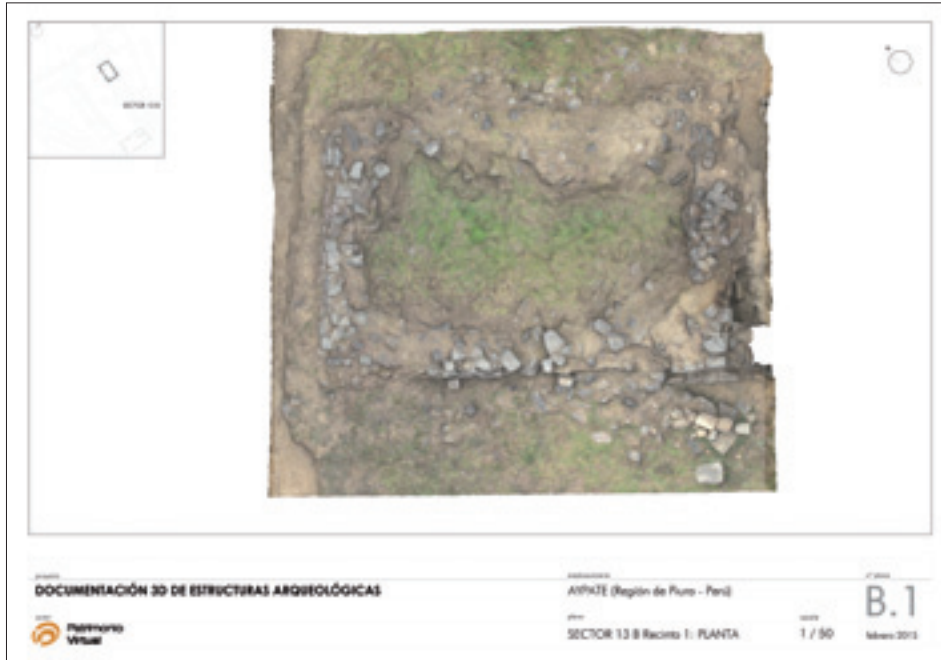 DOCUMENTACIÓN 3D DE ESTRUCTURAS ARQUEOLÓGICAS
Patrimonio
Virtual
AYPATE (Región de Piura - Perú)
SECTOR 13 B Recinto 1: PLANTA
1 / 50
B.1
febrero 2015